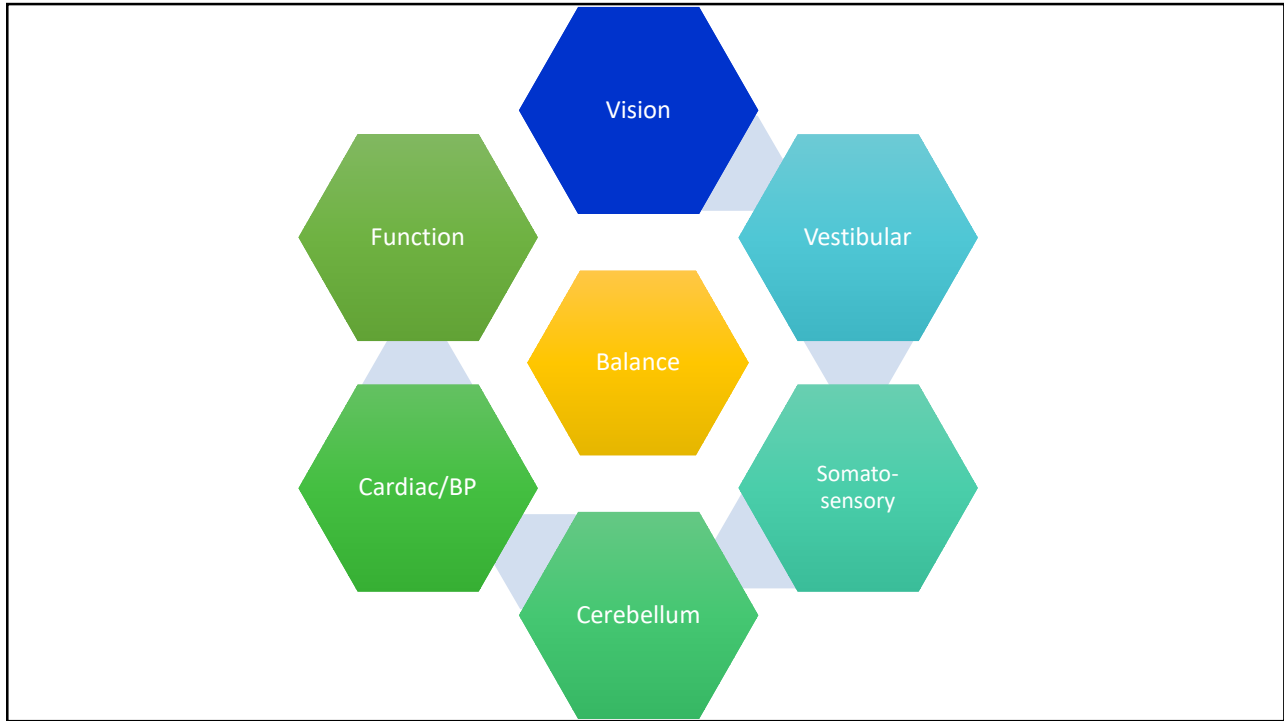 Vision
Function
Vestibular
Balance
Cardiac/BP
Somato-
sensory
Cerebellum